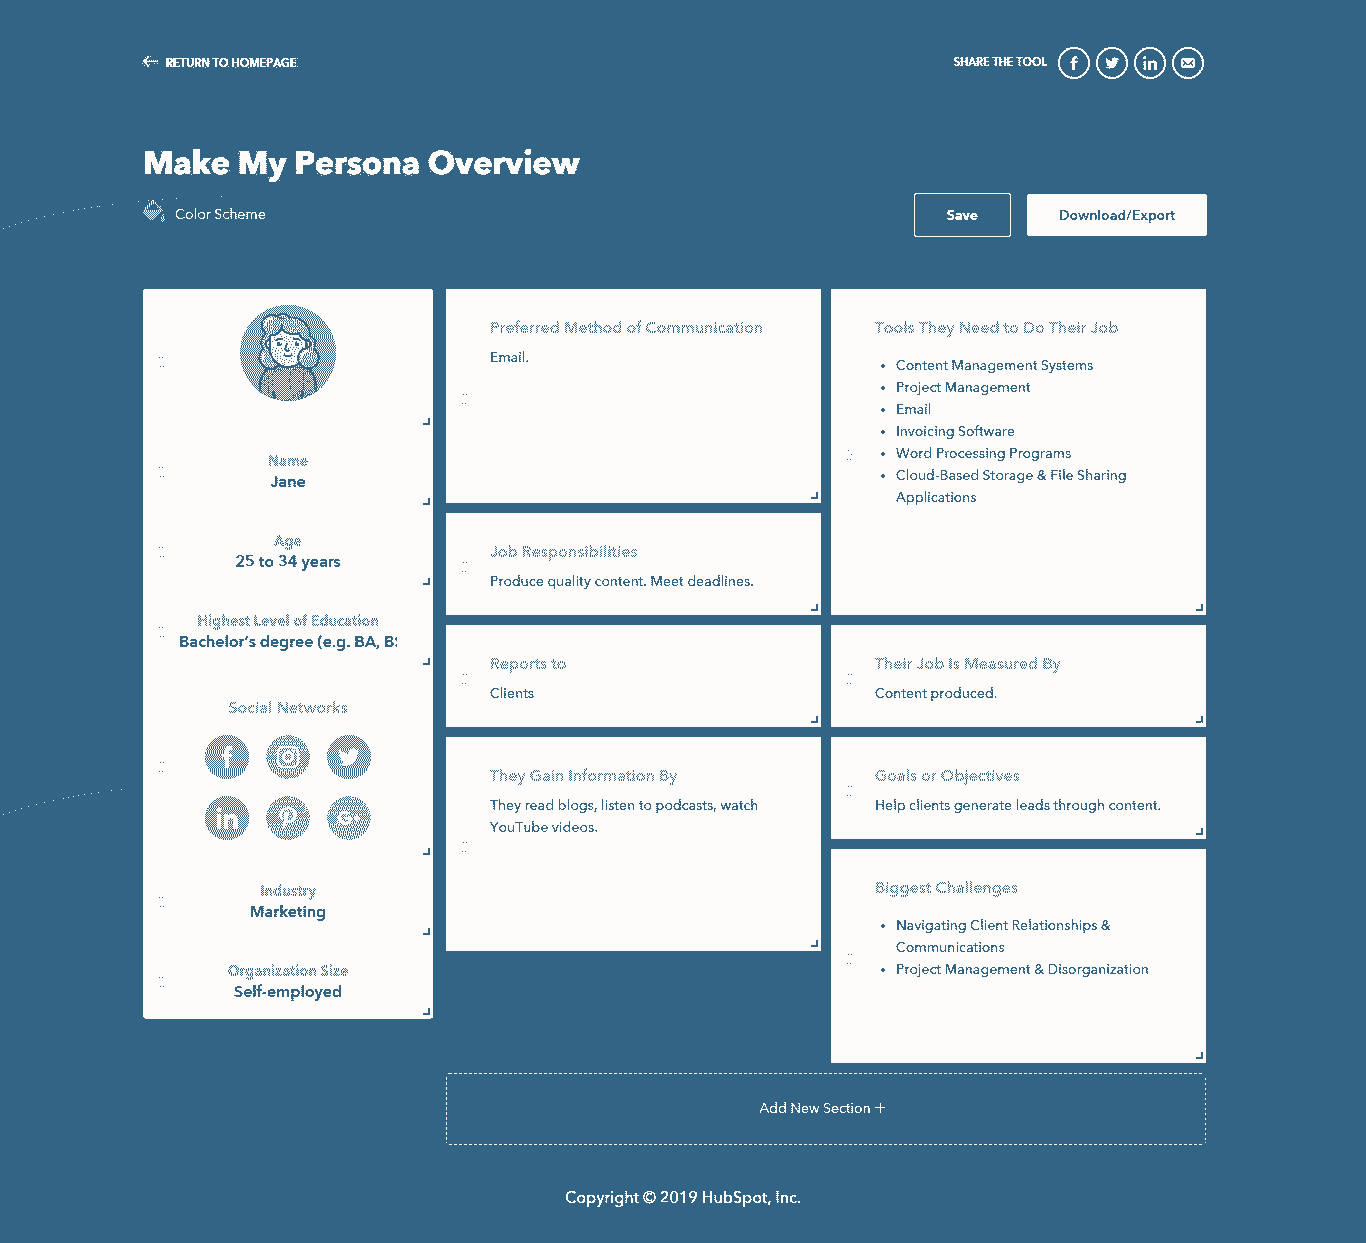 RETURN TO HOMEPAGE
SHARE THE TOOL
Make My Persona Overview
Color Scheme
Save
Download/Export
Name
Jane
Age
25 to 34 years
Highest Level of Education
Bachelor's degree (e.g. BA, BS
Social Networks
Industry
Marketing
Organization Size
Self-employed
Preferred Method of Communication
Email.
Job Responsibilities
Produce quality content. Meet deadlines.
Reports to
Clients
They Gain Information By
They read blogs, listen to podcasts, watch
YouTube videos.
Tools They Need to Do Their Job
• Content Management Systems
• Project Management
• Email
• Invoicing Software
• Word Processing Programs
• Cloud-Based Storage & File Sharing
Applications
Their Job Is Measured By
Content produced.
Goals or Objectives
Help clients generate leads through content.
Biggest Challenges
• Navigating Client Relationships &
Communications
• Project Management & Disorganization
Add New Section +
Copyright © 2019 HubSpot, Inc.